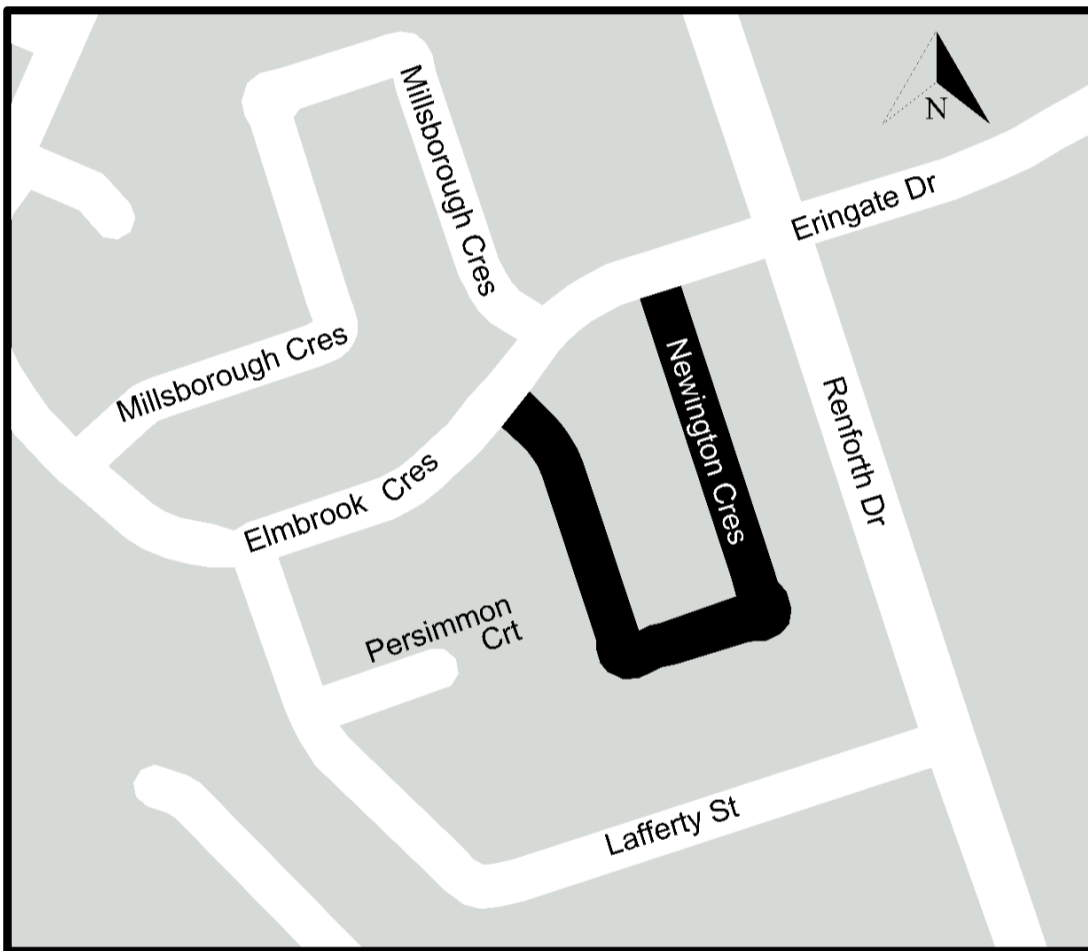 Millsborough Cres
N
Eringate Dr
Millsborough Cres
Newington Cres
Renforth Dr
Elmbrook Cres
Persimmon
Crt
Lafferty St